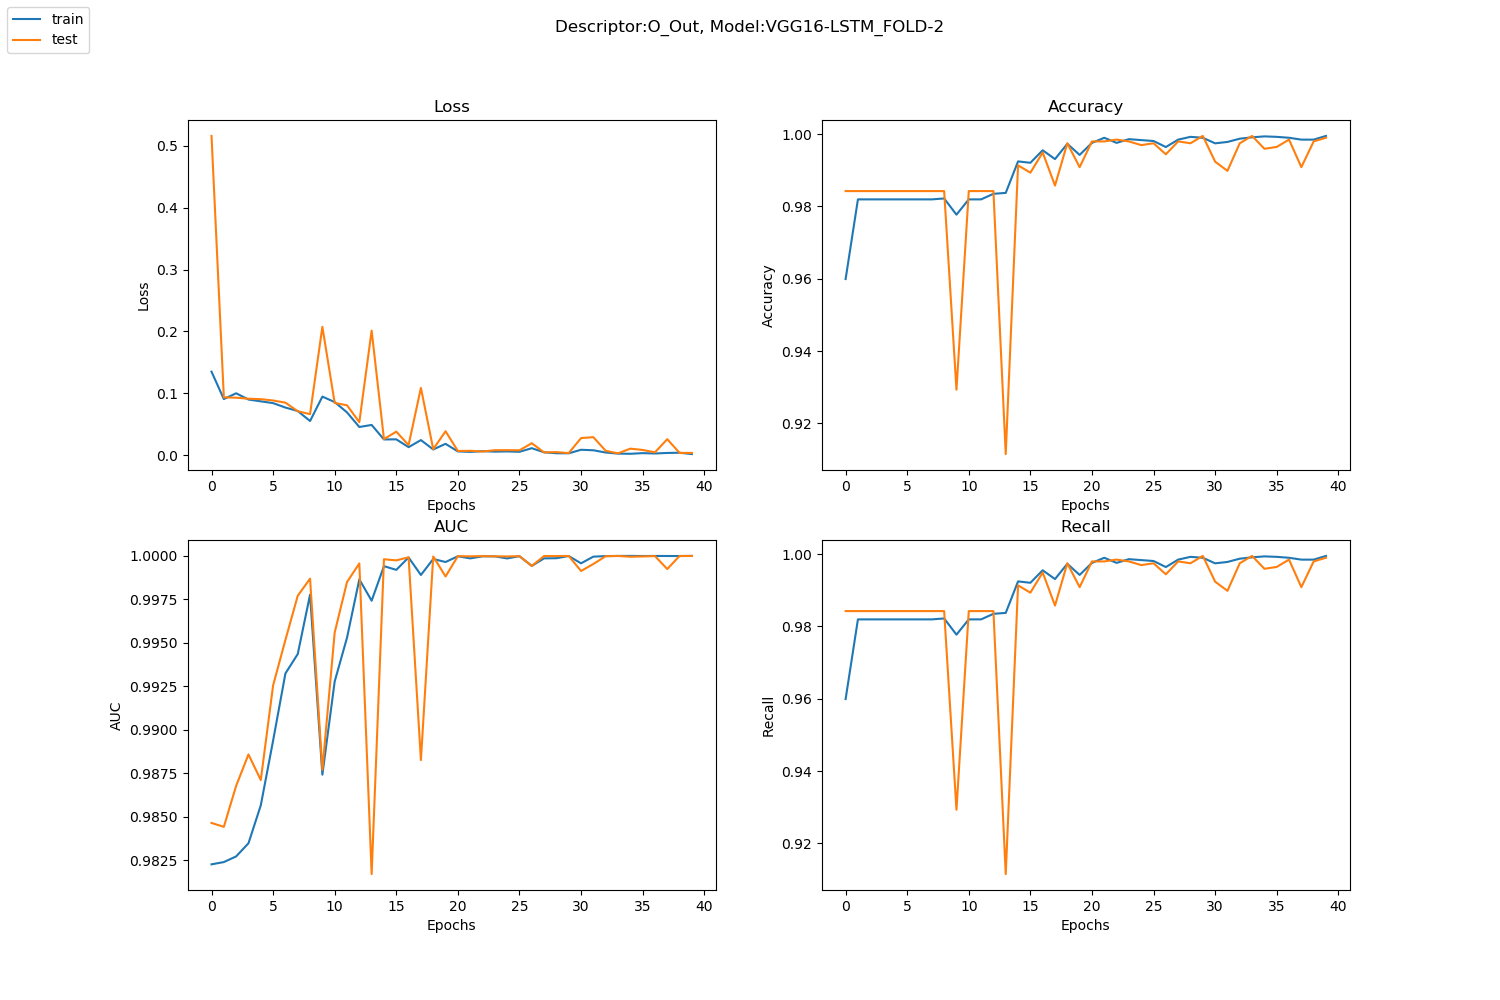 train
test
Descriptor:O_Out, Model:VGG16-LSTM_FOLD-2
Loss
Loss
0.5
0.4
0.3
0.2
0.1
0.0
0 5 10 15 20 25 30 35 40
Epochs
Accuracy
Accuracy
1.00
0.98
0.96
0.94
0.92
0 5 10 15 20 25 30 35 40
Epochs
AUC
AUC
1.0000
0.9975
0.9950
0.9925
0.9900
0.9875
0.9850
0.9825
0 5 10 15 20 25 30 35 40
Epochs
Recall
Recall
1.00
0.98
0.96
0.94
0.92
0 5 10 15 20 25 30 35 40
Epochs